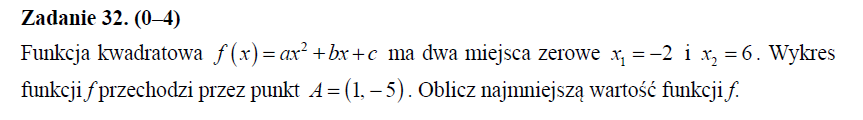 Zadanie 32. (0–4)
Funkcja kwadratowa f(x) = ax² + bx + c ma dwa miejsca zerowe x₁ = −2 i x₂ = 6. Wykres
funkcji f przechodzi przez punkt A = (1, −5). Oblicz najmniejszą wartość funkcji f.